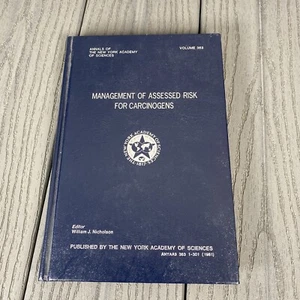 ANNALS OF
THE NEW YORK ACADEMY
OF SCIENCES
VOLUME 363
MANAGEMENT OF ASSESSED RISK
FOR CARCINOGENS
Editor
William J. Nicholson
PUBLISHED BY THE NEW YORK ACADEMY OF SCIENCES
ANYAA9 363 1-301 (1981)